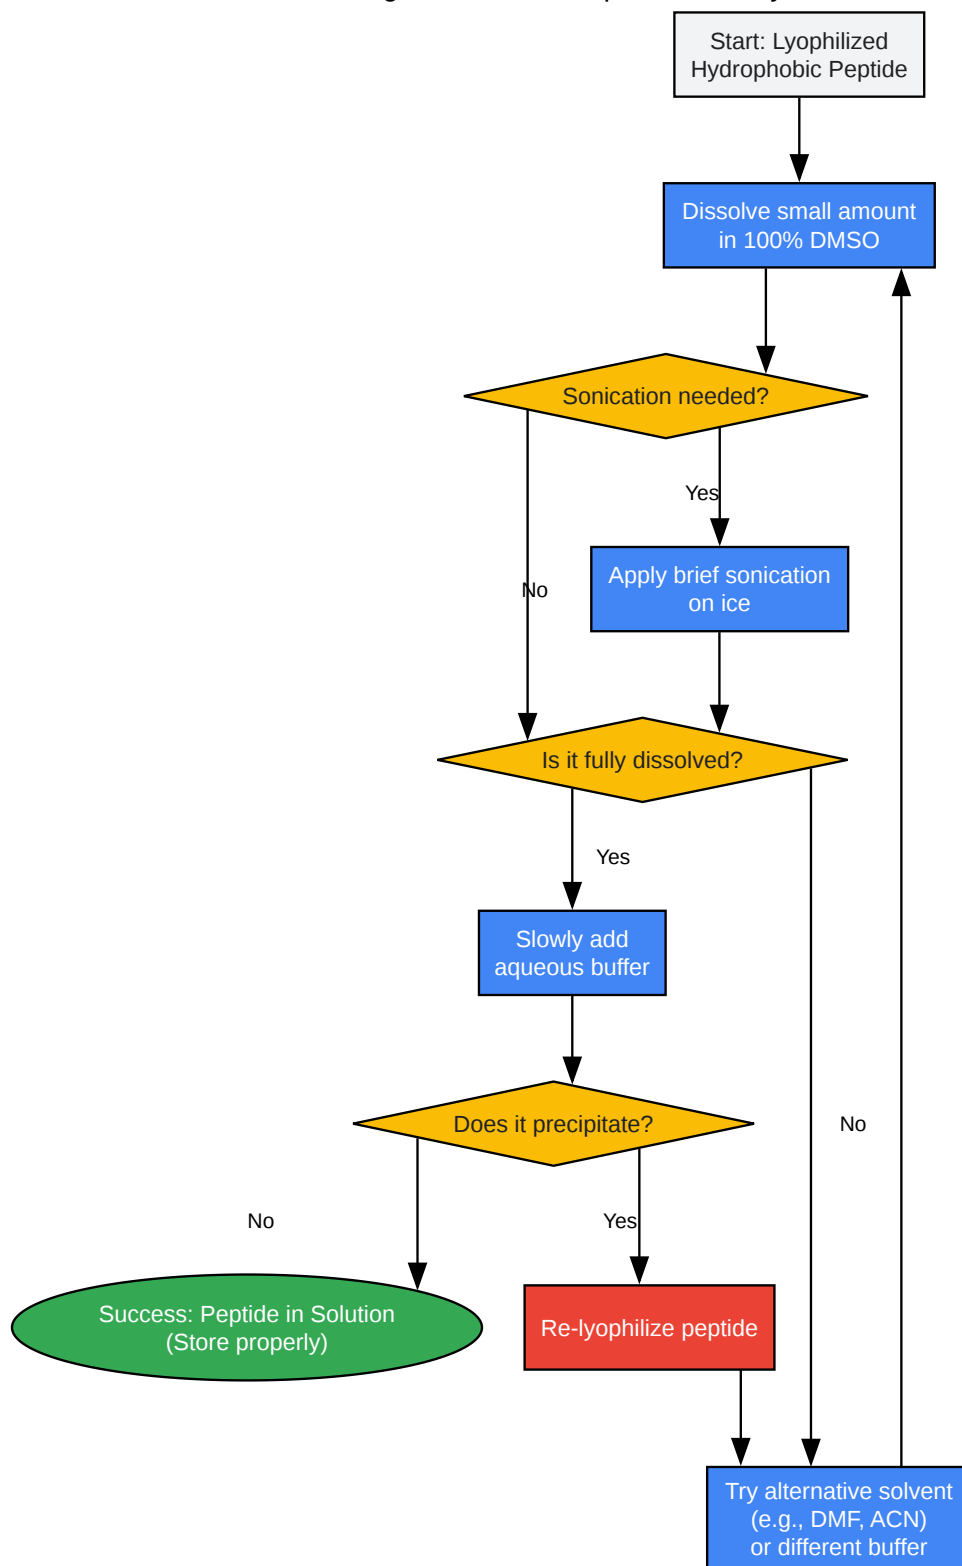 Start: Lyophilized
Hydrophobic Peptide
Dissolve small amount
in 100% DMSO
Sonication needed?
Yes
Apply brief sonication
on ice
No
Is it fully dissolved?
Yes
Slowly add
aqueous buffer
Does it precipitate?
No
No
Yes
Success: Peptide in Solution
(Store properly)
Re-lyophilize peptide
Try alternative solvent
(e.g., DMF, ACN)
or different buffer